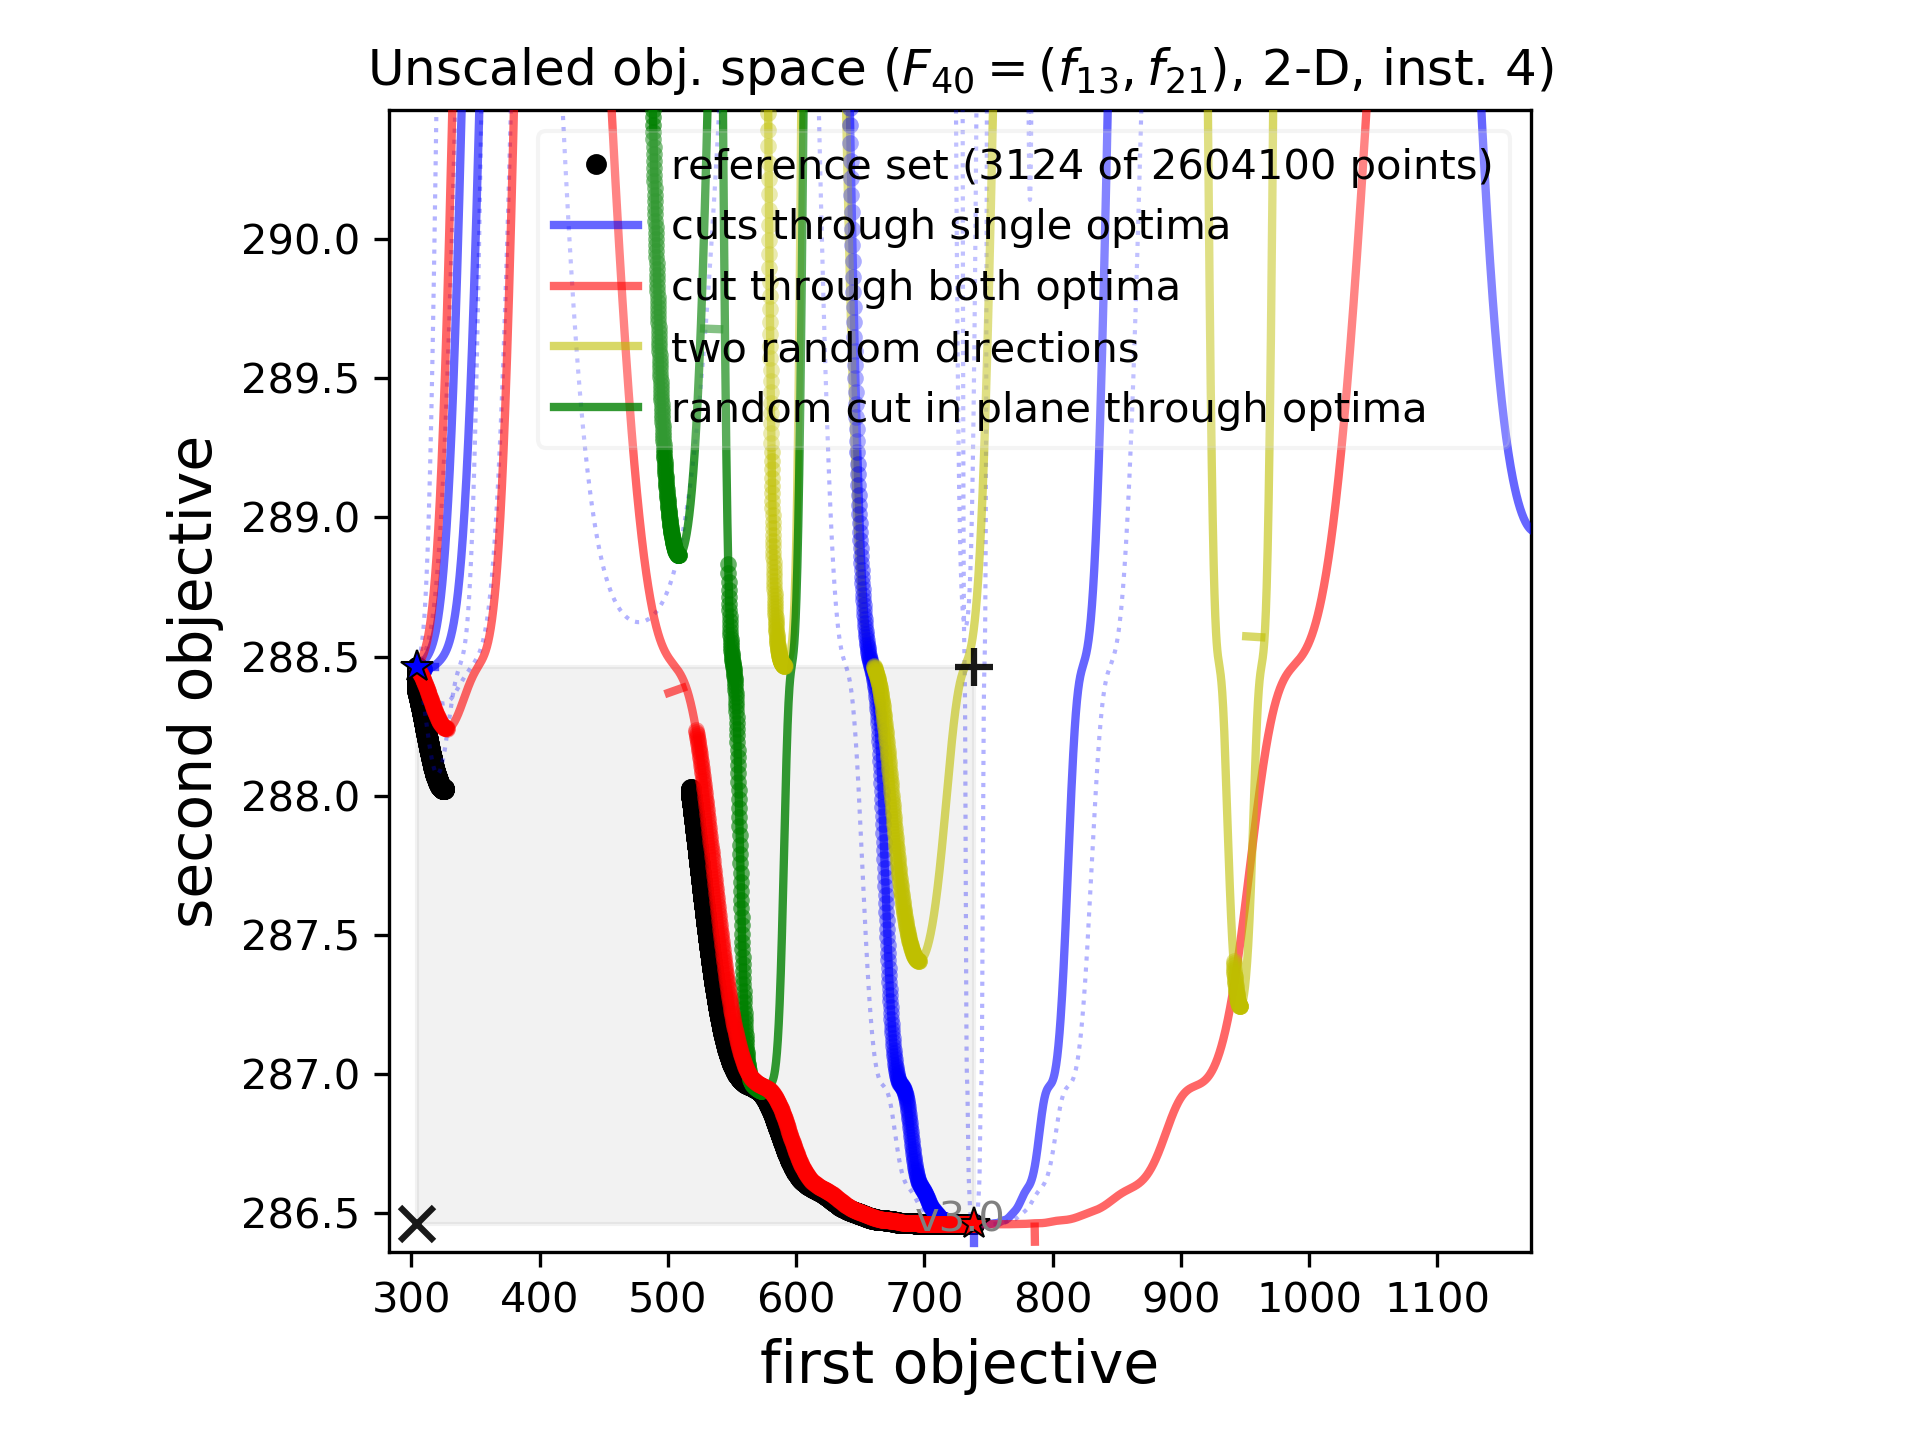 Unscaled obj. space (F₄₀ = (f₁₃, f₂₁), 2-D, inst. 4)
reference set (3124 of 2604100 points)
cuts through single optima
cut through both optima
two random directions
random cut in plane through optima
second objective
290.0
289.5
289.0
288.5
288.0
287.5
287.0
286.5
v3.0
300 400 500 600 700 800 900 1000 1100
first objective